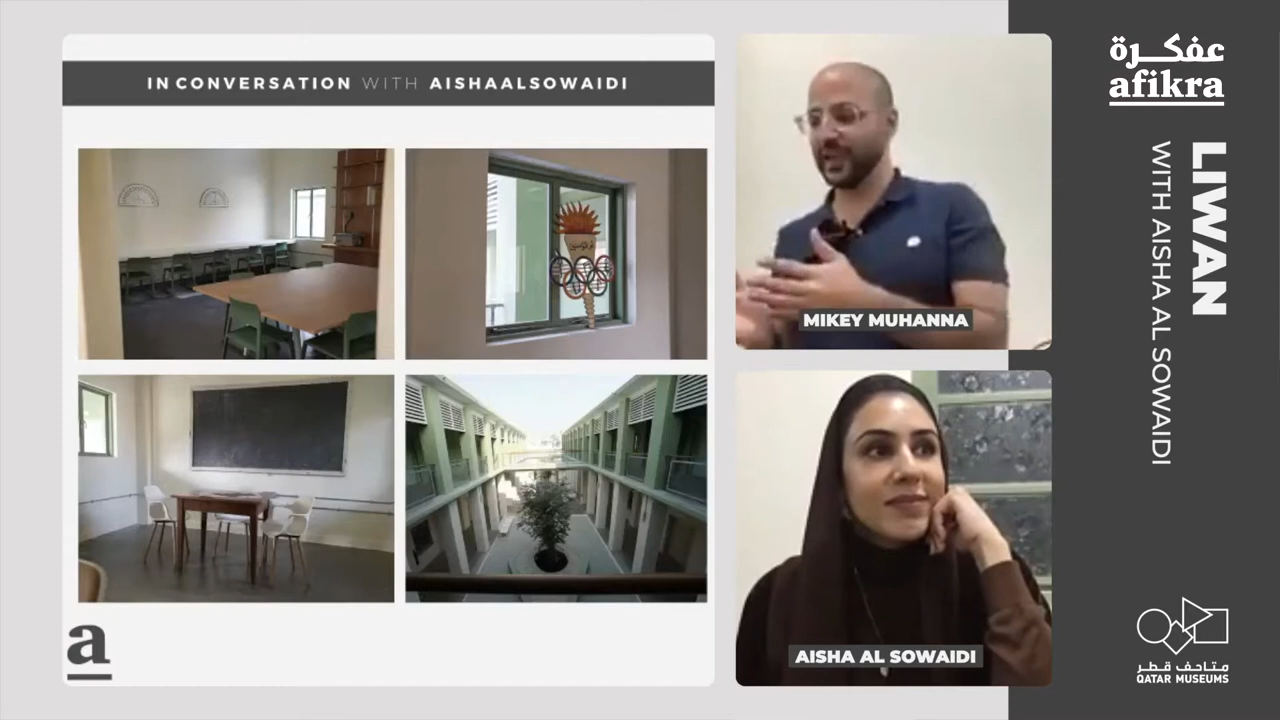 IN CONVERSATION WITH AISHAALSOWAIDI
a
MIKEY MUHANNA
AISHA AL SOWAIDI
عفكرة
afikra
LIWAN
WITH AISHA AL SOWAIDI
متاحف قطر
QATAR MUSEUMS